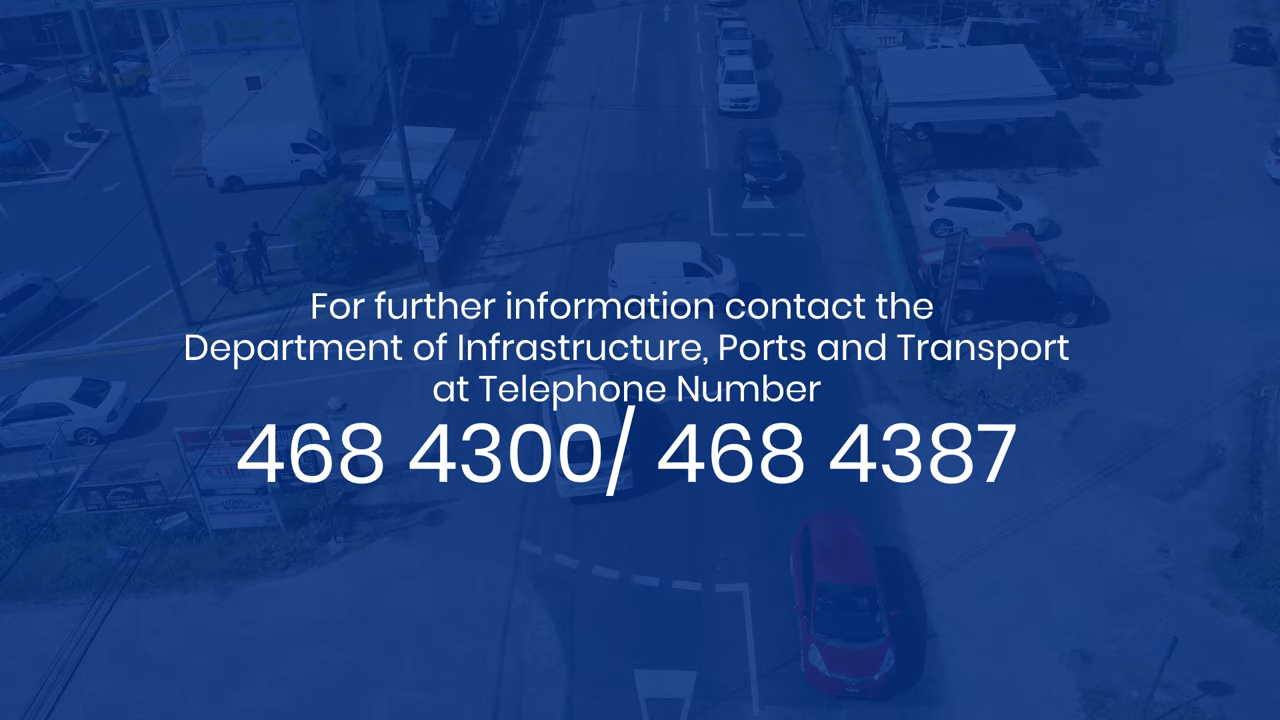 For further information contact the
Department of Infrastructure, Ports and Transport
at Telephone Number
468 4300/ 468 4387